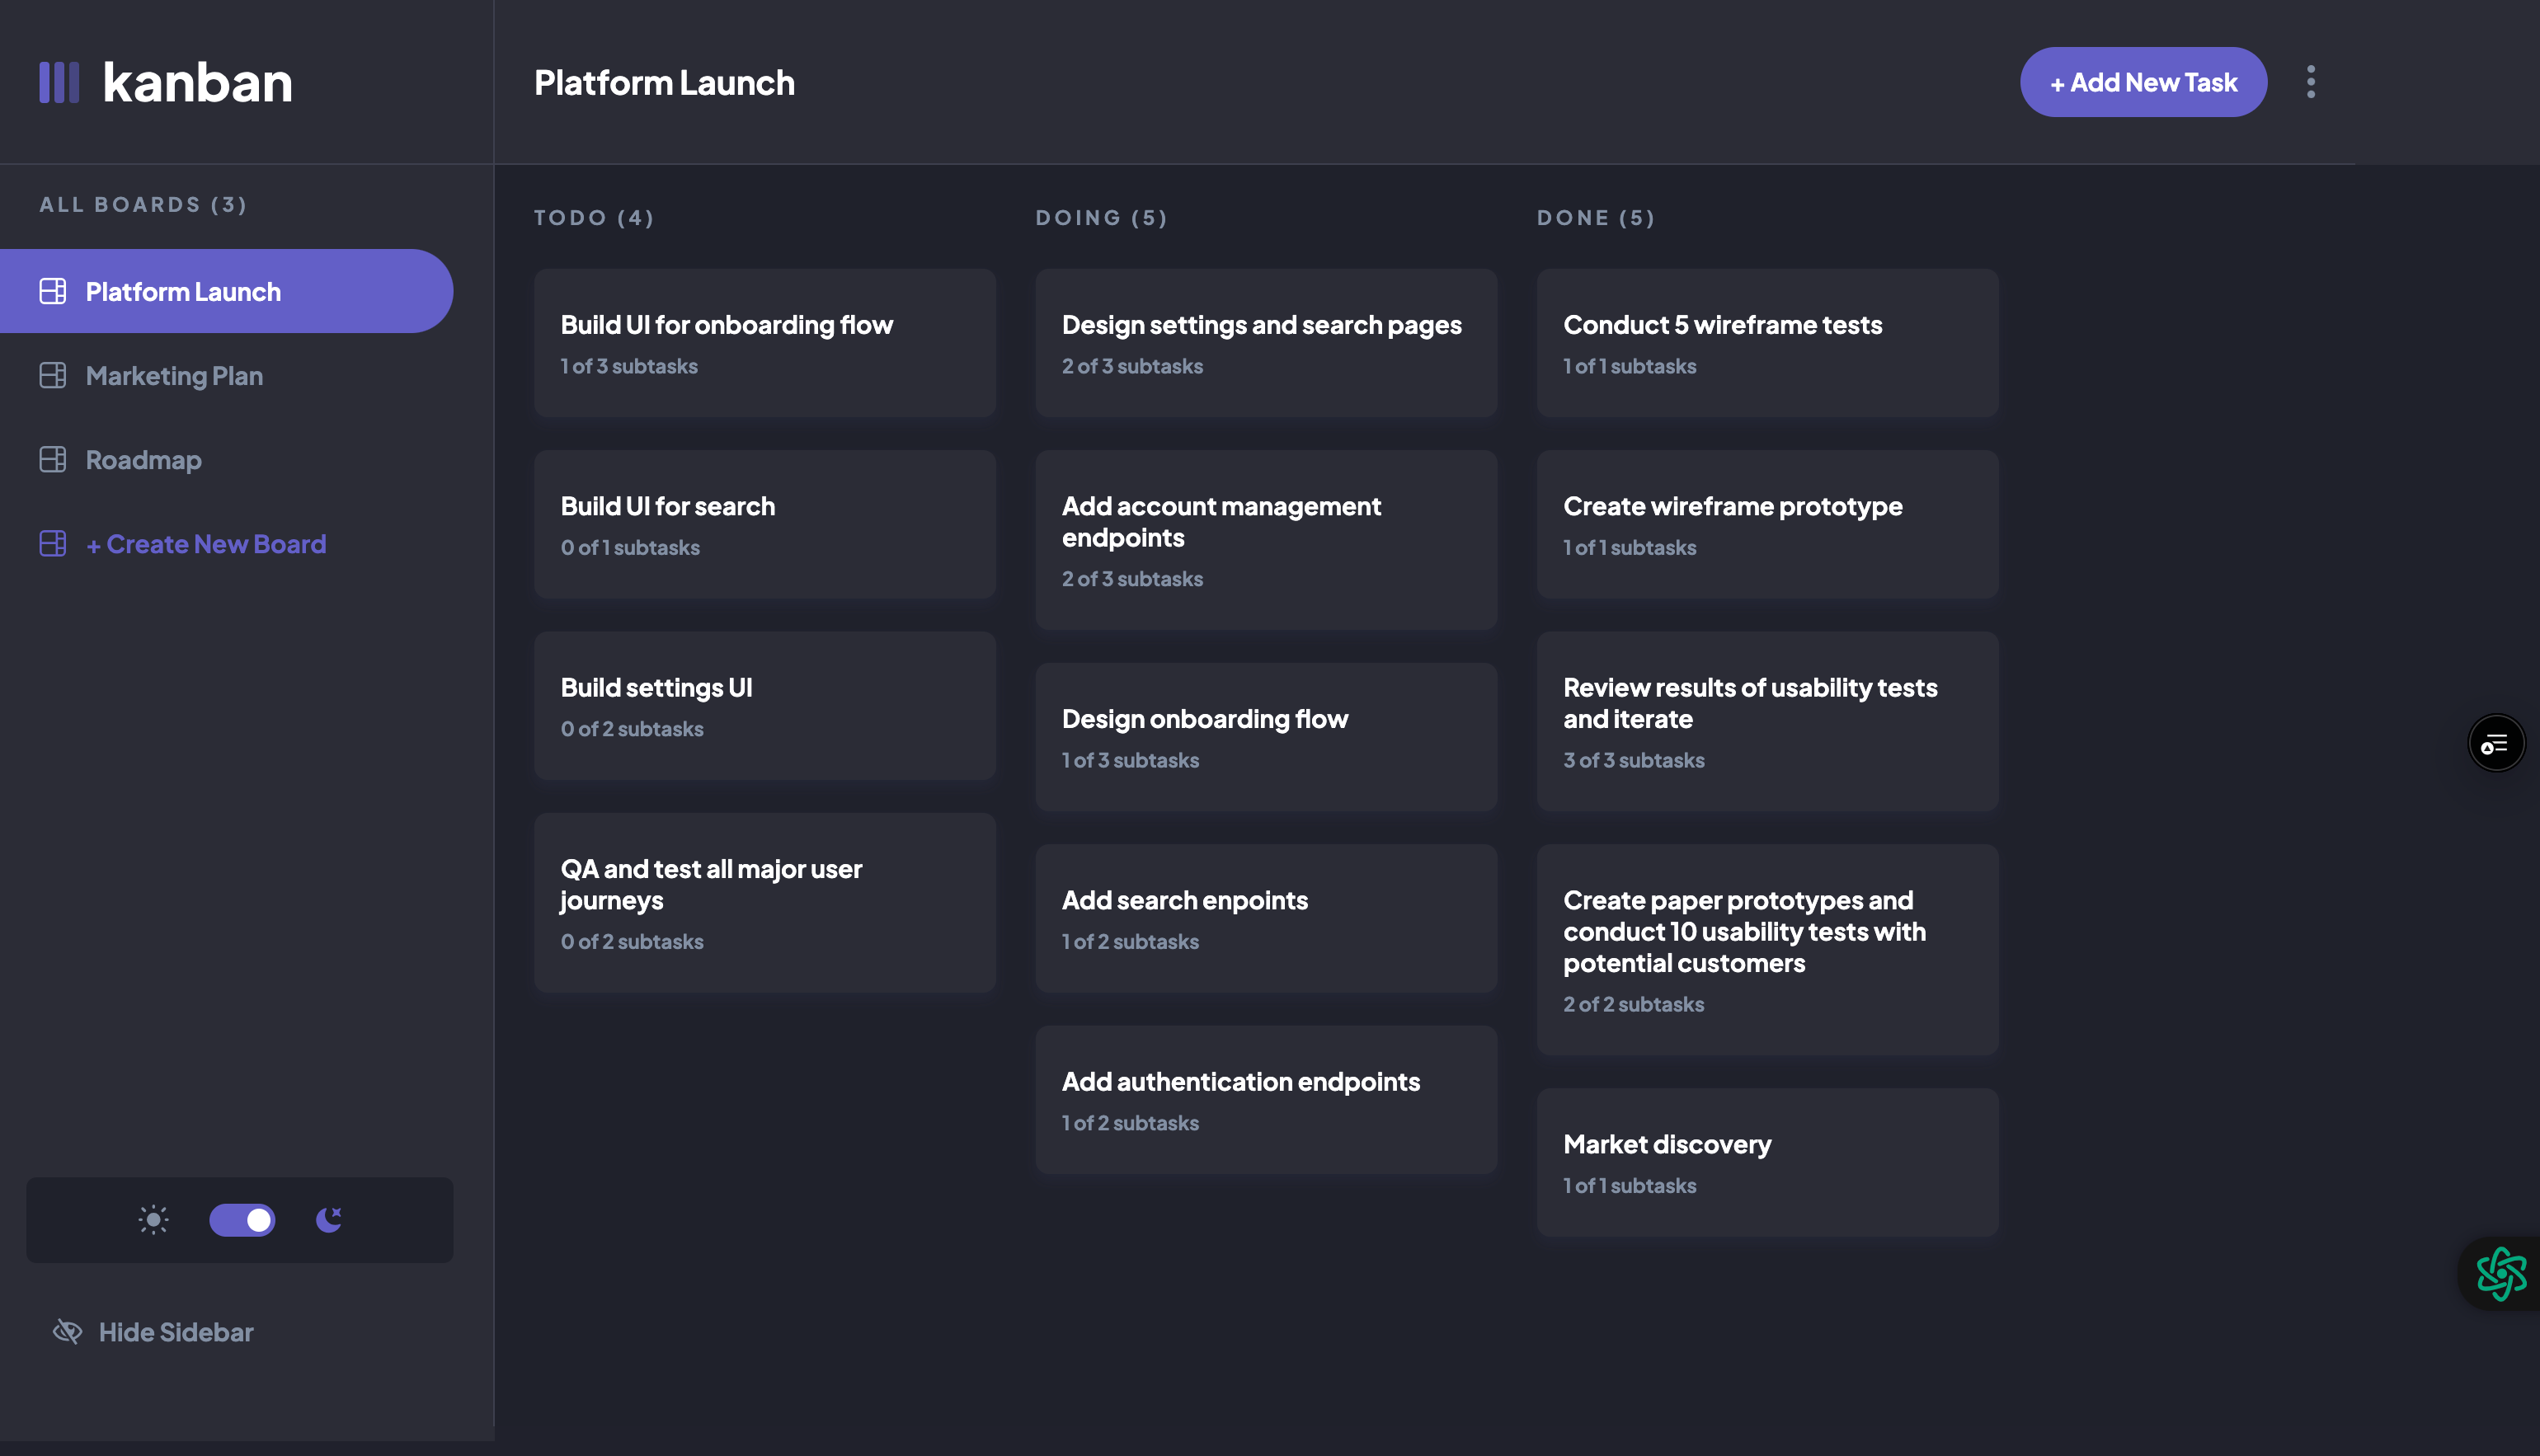 kanban
Platform Launch
+ Add New Task
ALL BOARDS (3)
Platform Launch
Marketing Plan
Roadmap
+ Create New Board
Hide Sidebar
TODO (4)
Build UI for onboarding flow
1 of 3 subtasks
Build UI for search
0 of 1 subtasks
Build settings UI
0 of 2 subtasks
QA and test all major user
journeys
0 of 2 subtasks
DOING (5)
Design settings and search pages
2 of 3 subtasks
Add account management
endpoints
2 of 3 subtasks
Design onboarding flow
1 of 3 subtasks
Add search enpoints
1 of 2 subtasks
Add authentication endpoints
1 of 2 subtasks
DONE (5)
Conduct 5 wireframe tests
1 of 1 subtasks
Create wireframe prototype
1 of 1 subtasks
Review results of usability tests
and iterate
3 of 3 subtasks
Create paper prototypes and
conduct 10 usability tests with
potential customers
2 of 2 subtasks
Market discovery
1 of 1 subtasks